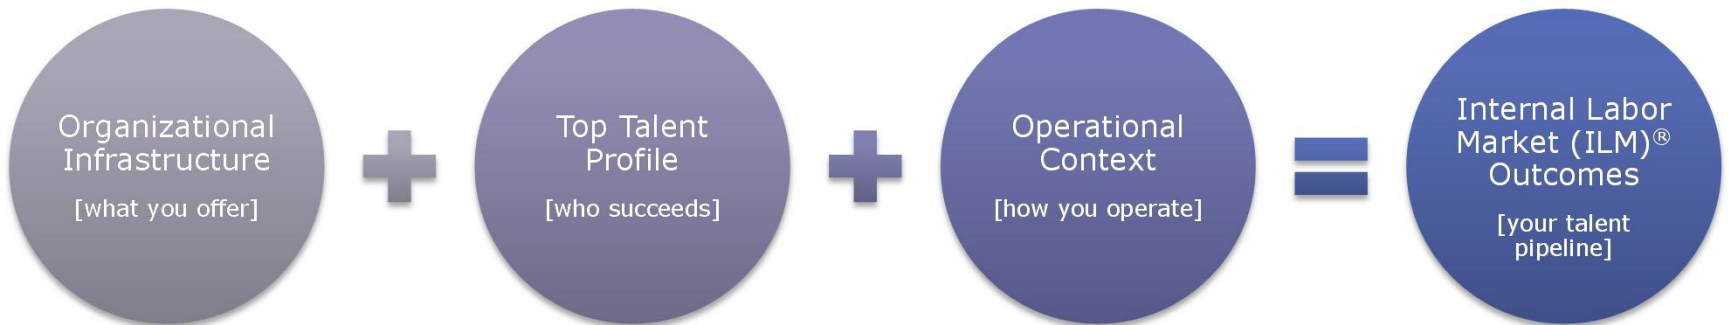 Organizational
Infrastructure
[what you offer]
Top Talent
Profile
[who succeeds]
Operational
Context
[how you operate]
Internal Labor
Market (ILM)®
Outcomes
[your talent
pipeline]